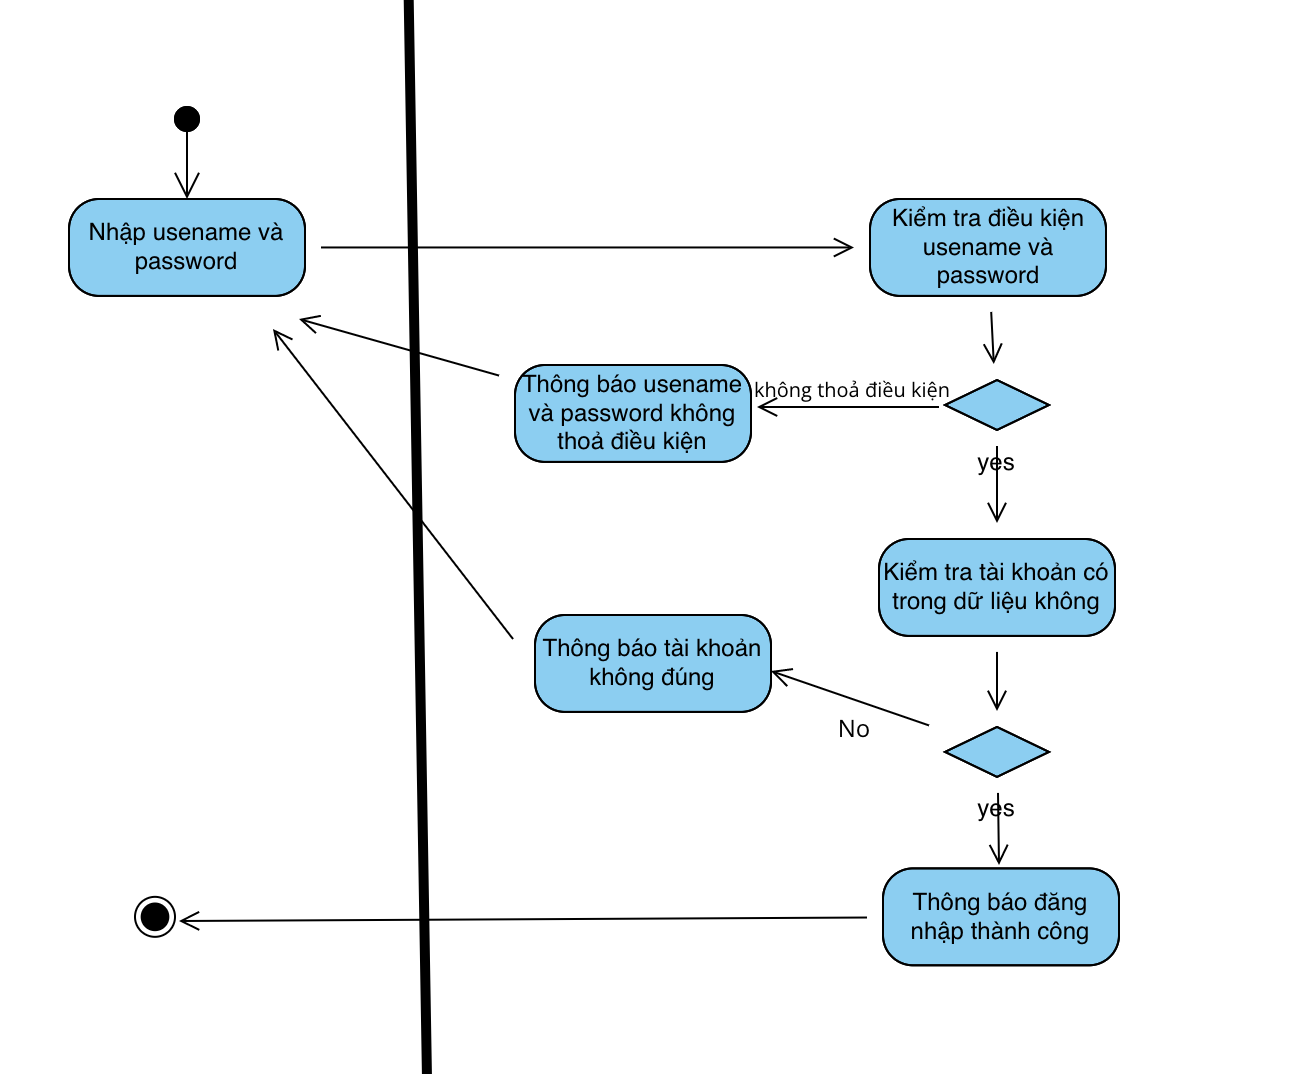 Nhập usename và
password
Kiểm tra điều kiện
usename và
password
Thông báo usename
và password không
thoả điều kiện
không thoả điều kiện
yes
Kiểm tra tài khoản có
trong dữ liệu không
Thông báo tài khoản
không đúng
No
yes
Thông báo đăng
nhập thành công